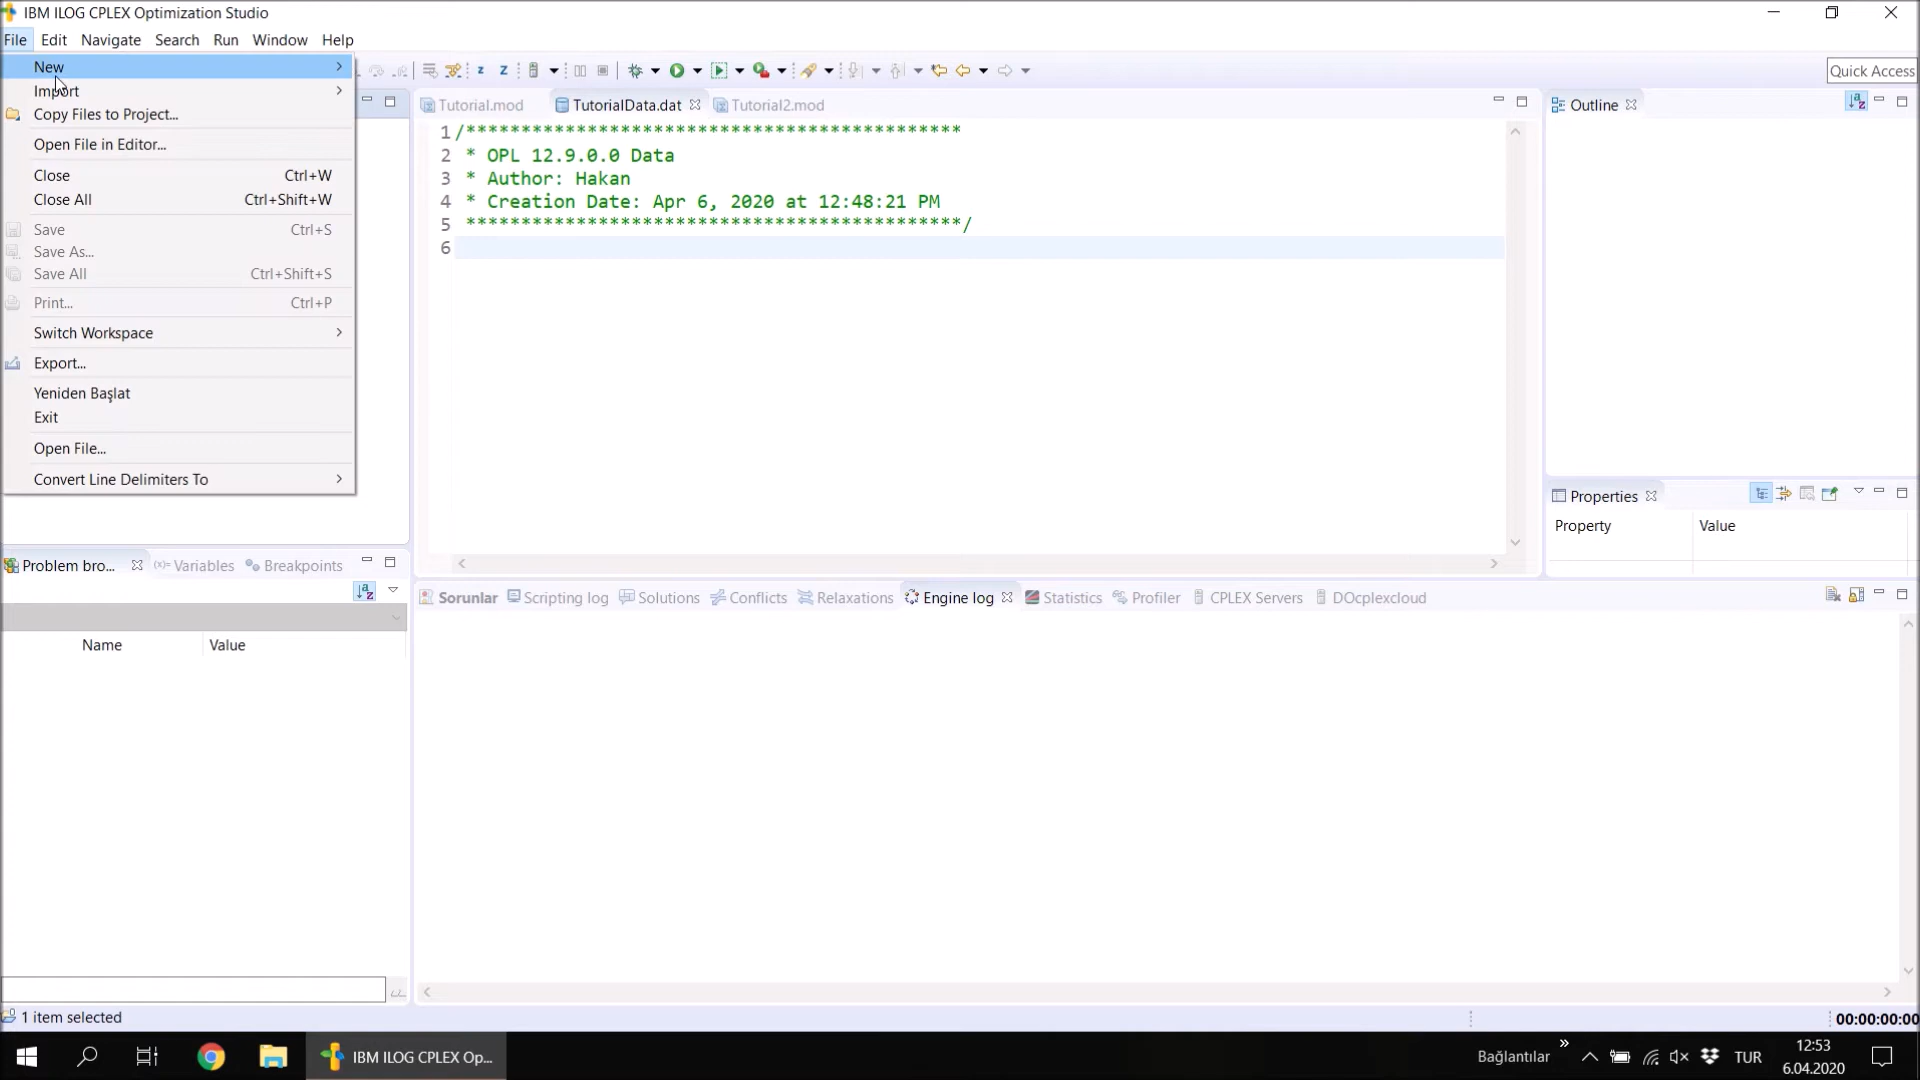 IBM ILOG CPLEX Optimization Studio
File Edit Navigate Search Run Window Help
New
Import
Copy Files to Project...
Open File in Editor...
Close Ctrl+W
Close All Ctrl+Shift+W
Save Ctrl+S
Save As...
Save All Ctrl+Shift+S
Print... Ctrl+P
Switch Workspace
Export...
Yeniden Başlat
Exit
Open File...
Convert Line Delimiters To
Quick Access
Tutorial.mod TutorialData.dat Tutorial2.mod
1 /*********************************************
2 * OPL 12.9.0.0 Data
3 * Author: Hakan
4 * Creation Date: Apr 6, 2020 at 12:48:21 PM
5 *********************************************/
6
Outline
Properties
Property Value
Problem bro... (x)= Variables Breakpoints
Name Value
Sorunlar Scripting log Solutions Conflicts Relaxations Engine log Statistics Profiler CPLEX Servers DOcplexcloud
1 item selected
00:00:00:00
IBM ILOG CPLEX Op...
Bağlantılar
TUR
12:53
6.04.2020